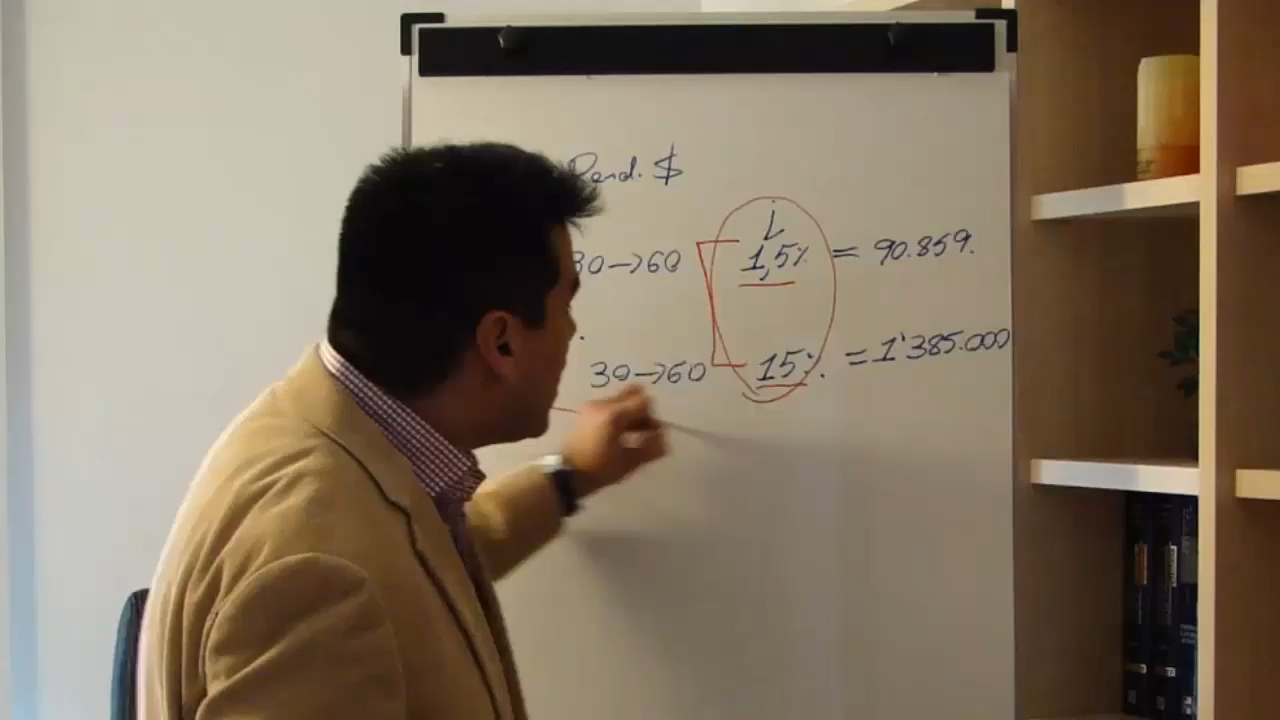 Rend. $
i
30→60 1,5% = 90.859.
30→60 15%. = 1'385.000